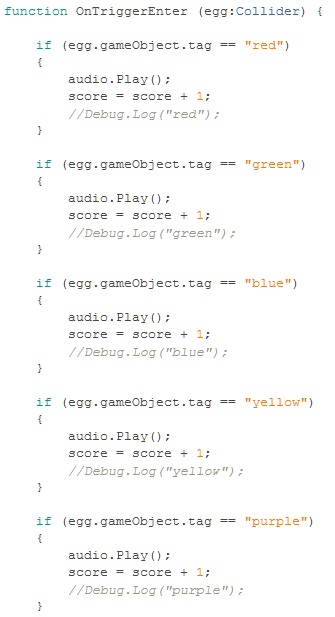 function OnTriggerEnter (egg:Collider) {
if (egg.gameObject.tag == "red")
{
audio.Play();
score = score + 1;
//Debug.Log("red");
}
if (egg.gameObject.tag == "green")
{
audio.Play();
score = score + 1;
//Debug.Log("green");
}
if (egg.gameObject.tag == "blue")
{
audio.Play();
score = score + 1;
//Debug.Log("blue");
}
if (egg.gameObject.tag == "yellow")
{
audio.Play();
score = score + 1;
//Debug.Log("yellow");
}
if (egg.gameObject.tag == "purple")
{
audio.Play();
score = score + 1;
//Debug.Log("purple");
}